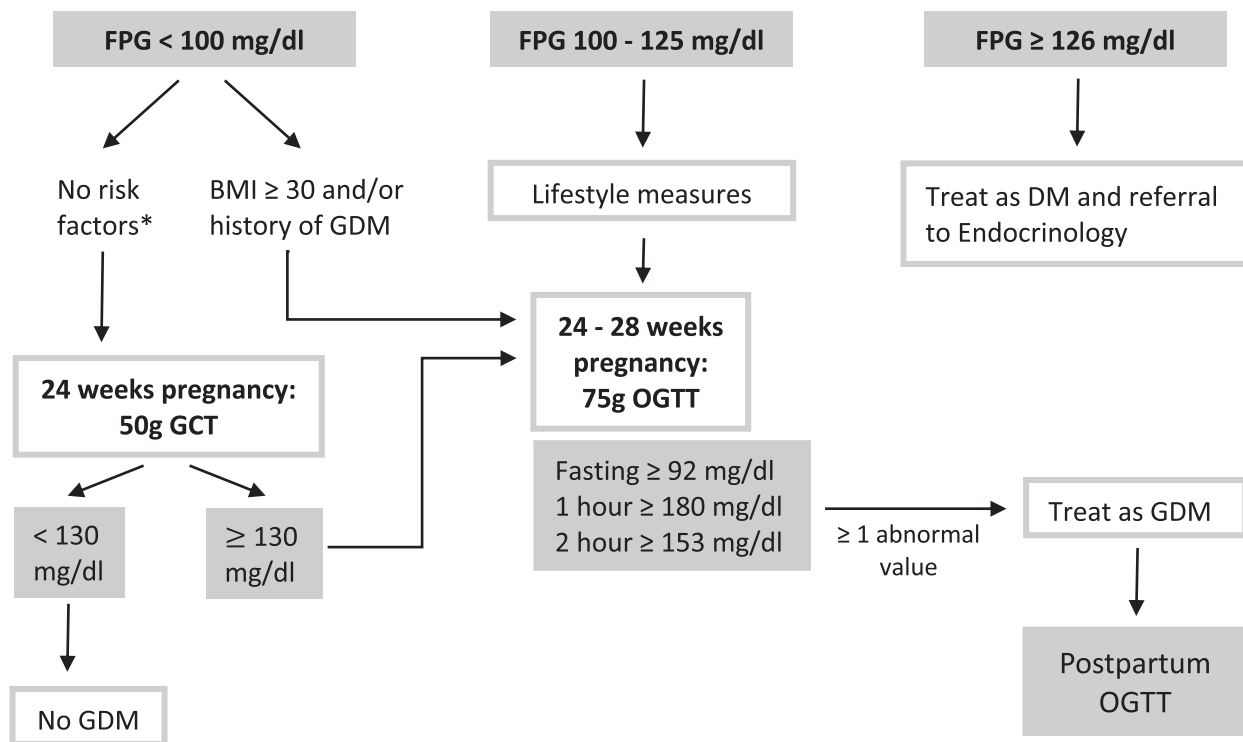 FPG < 100 mg/dl
FPG 100 - 125 mg/dl
FPG ≥ 126 mg/dl
No risk
factors*
BMI ≥ 30 and/or
history of GDM
Lifestyle measures
Treat as DM and referral
to Endocrinology
24 - 28 weeks
pregnancy:
75g OGTT
24 weeks pregnancy:
50g GCT
Fasting ≥ 92 mg/dl
1 hour ≥ 180 mg/dl
2 hour ≥ 153 mg/dl
≥ 1 abnormal
value
Treat as GDM
< 130
mg/dl
≥ 130
mg/dl
No GDM
Postpartum
OGTT